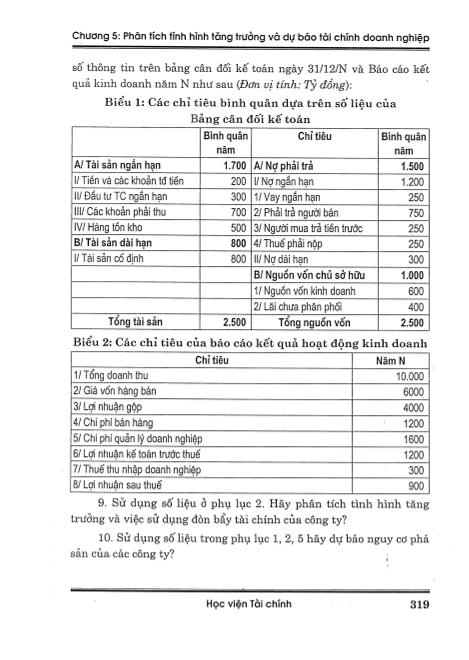 Chương 5: Phân tích tình hình tăng trưởng và dự báo tài chính doanh nghiệp
số thông tin trên bảng cân đối kế toán ngày 31/12/N và Báo cáo kết
quả kinh doanh năm N như sau (Đơn vị tính: Tỷ đồng):
Biểu 1: Các chỉ tiêu bình quân dựa trên số liệu của
Bảng cân đối kế toán
Bình quân năm Chỉ tiêu Bình quân năm
A/ Tài sản ngắn hạn 1.700 A/ Nợ phải trả 1.500
I/ Tiền và các khoản tđ tiền 200 I/ Nợ ngắn hạn 1.200
II/ Đầu tư TC ngắn hạn 300 1/ Vay ngắn hạn 250
III/ Các khoản phải thu 700 2/ Phải trả người bán 750
IV/ Hàng tồn kho 500 3/ Người mua trả tiền trước 250
B/ Tài sản dài hạn 800 4/ Thuế phải nộp 250
I/ Tài sản cố định 800 II/ Nợ dài hạn 300
B/ Nguồn vốn chủ sở hữu 1.000
1/ Nguồn vốn kinh doanh 600
2/ Lãi chưa phân phối 400
Tổng tài sản 2.500 Tổng nguồn vốn 2.500
Biểu 2: Các chỉ tiêu của báo cáo kết quả hoạt động kinh doanh
Chỉ tiêu Năm N
1/ Tổng doanh thu 10.000
2/ Giá vốn hàng bán 6000
3/ Lợi nhuận gộp 4000
4/ Chi phí bán hàng 1200
5/ Chi phí quản lý doanh nghiệp 1600
6/ Lợi nhuận kế toán trước thuế 1200
7/ Thuế thu nhập doanh nghiệp 300
8/ Lợi nhuận sau thuế 900
9. Sử dụng số liệu ở phụ lục 2. Hãy phân tích tình hình tăng
trưởng và việc sử dụng đòn bẩy tài chính của công ty?
10. Sử dụng số liệu trong phụ lục 1, 2, 5 hãy dự báo nguy cơ phá
sản của các công ty?
Học viện Tài chính 319